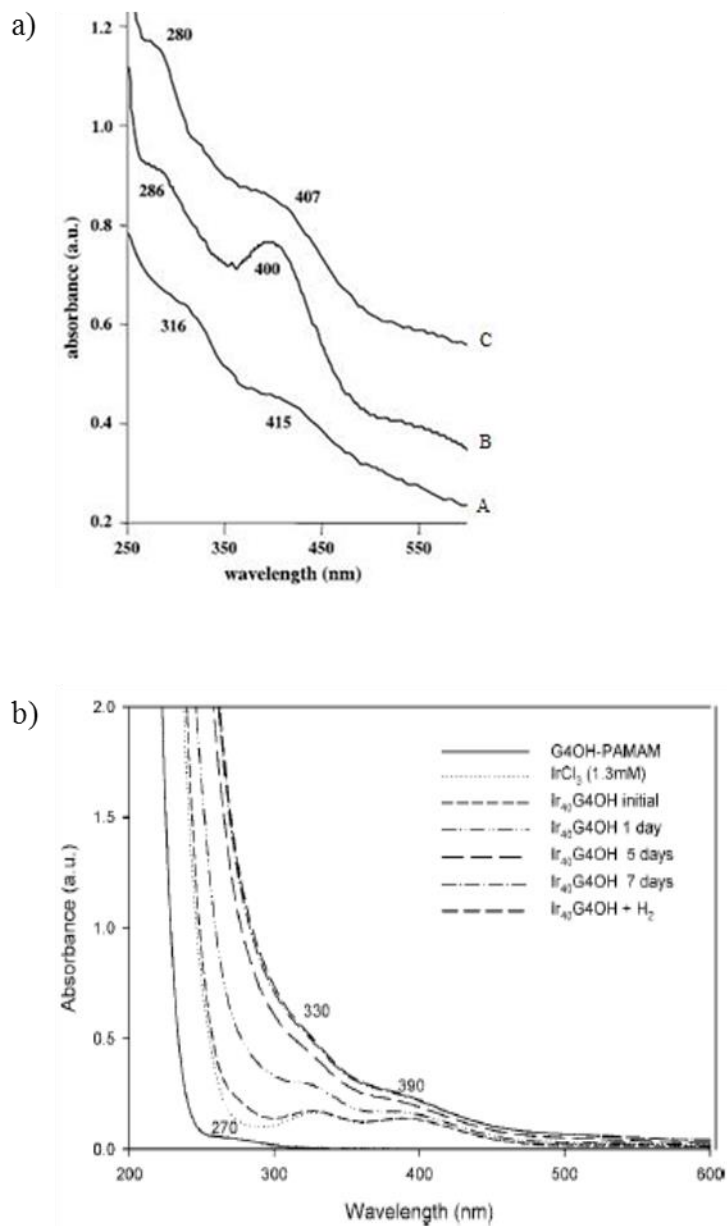 a)
1.2
1.0
0.8
0.6
0.4
0.2
absorbance (a.u.)
280
407
286
400
316
415
C
B
A
250
350
450
550
wavelength (nm)
b)
2.0
1.5
1.0
0.5
0.0
Absorbance (a.u.)
G4OH-PAMAM
IrCl₃ (1.3mM)
Ir₄₀G4OH initial
Ir₄₀G4OH 1 day
Ir₄₀G4OH 5 days
Ir₄₀G4OH 7 days
Ir₄₀G4OH + H₂
330
390
270
200
300
400
500
600
Wavelength (nm)